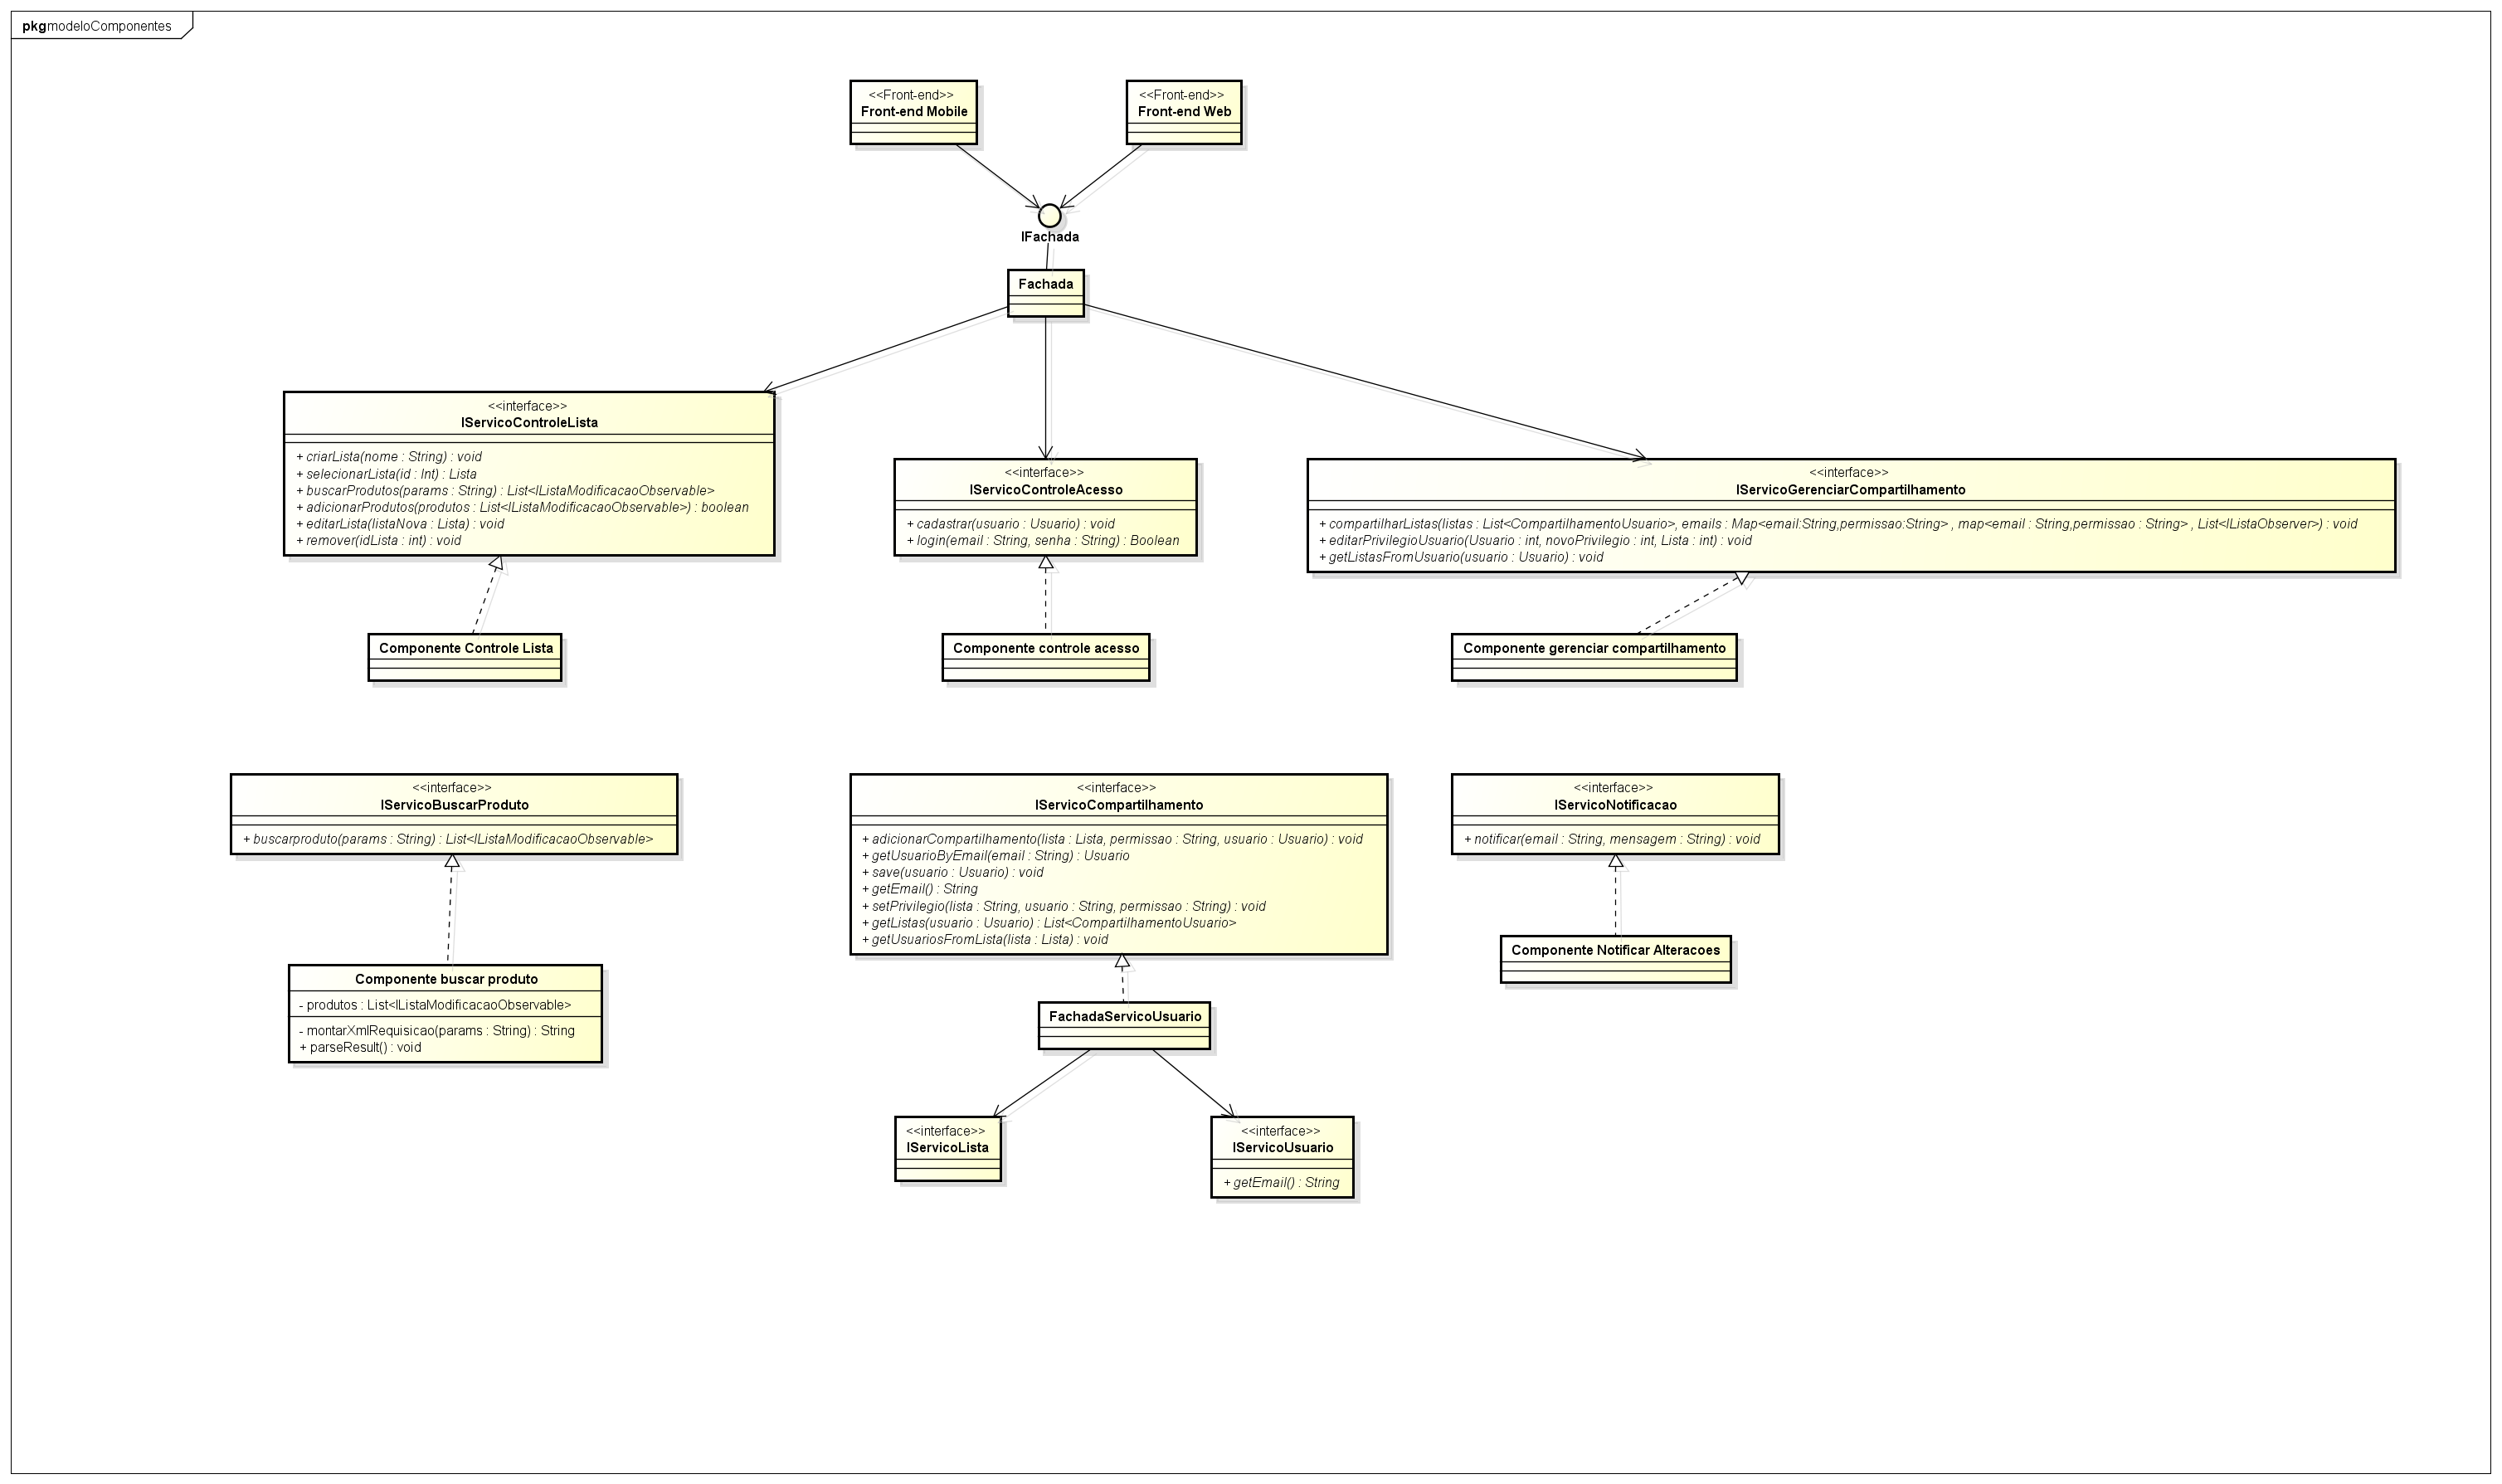 pkg modeloComponentes
<<Front-end>>
Front-end Mobile
<<Front-end>>
Front-end Web
IFachada
Fachada
<<interface>>
IServicoControleLista
+ criarLista(nome : String) : void
+ selecionarLista(id : Int) : Lista
+ buscarProdutos(params : String) : List<IListaModificacaoObservable>
+ adicionarProdutos(produtos : List<IListaModificacaoObservable>) : boolean
+ editarLista(listaNova : Lista) : void
+ remover(idLista : int) : void
<<interface>>
IServicoControleAcesso
+ cadastrar(usuario : Usuario) : void
+ login(email : String, senha : String) : Boolean
<<interface>>
IServicoGerenciarCompartilhamento
+ compartilharListas(listas : List<CompartilhamentoUsuario>, emails : Map<email:String,permissao:String> , map<email : String,permissao : String> , List<IListaObserver>) : void
+ editarPrivilegioUsuario(Usuario : int, novoPrivilegio : int, Lista : int) : void
+ getListasFromUsuario(usuario : Usuario) : void
Componente Controle Lista
Componente controle acesso
Componente gerenciar compartilhamento
<<interface>>
IServicoBuscarProduto
+ buscarproduto(params : String) : List<IListaModificacaoObservable>
<<interface>>
IServicoCompartilhamento
+ adicionarCompartilhamento(lista : Lista, permissao : String, usuario : Usuario) : void
+ getUsuarioByEmail(email : String) : Usuario
+ save(usuario : Usuario) : void
+ getEmail() : String
+ setPrivilegio(lista : String, usuario : String, permissao : String) : void
+ getListas(usuario : Usuario) : List<CompartilhamentoUsuario>
+ getUsuariosFromLista(lista : Lista) : void
<<interface>>
IServicoNotificacao
+ notificar(email : String, mensagem : String) : void
Componente Notificar Alteracoes
Componente buscar produto
- produtos : List<IListaModificacaoObservable>
- montarXmlRequisicao(params : String) : String
+ parseResult() : void
FachadaServicoUsuario
<<interface>>
IServicoLista
<<interface>>
IServicoUsuario
+ getEmail() : String